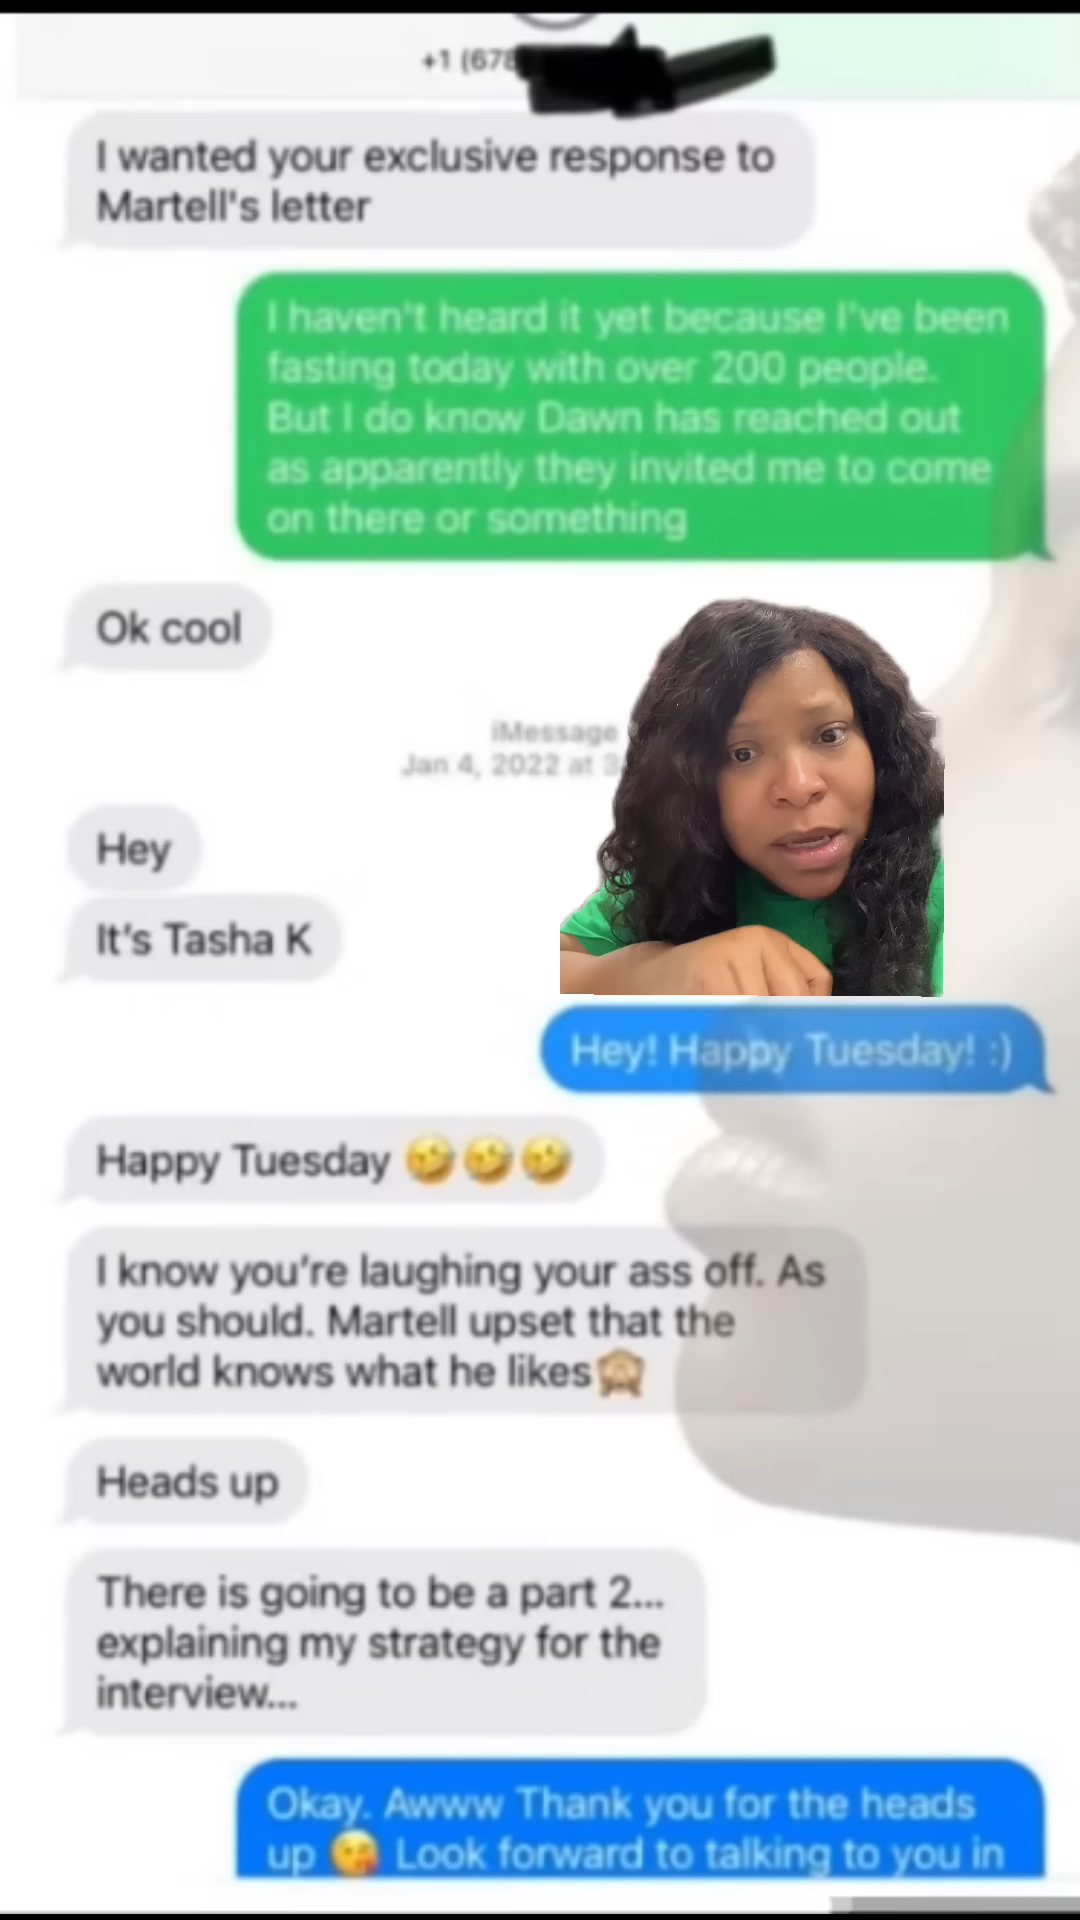 +1 (678
I wanted your exclusive response to
Martell's letter
I haven't heard it yet because I've been
fasting today with over 200 people.
But I do know Dawn has reached out
as apparently they invited me to come
on there or something
Ok cool
iMessage
Jan 4, 2022 at 3
Hey
It's Tasha K
Hey! Happy Tuesday! :)
Happy Tuesday 🤣🤣🤣
I know you're laughing your ass off. As
you should. Martell upset that the
world knows what he likes🙈
Heads up
There is going to be a part 2...
explaining my strategy for the
interview...
Okay. Awww Thank you for the heads
up 😘 Look forward to talking to you in